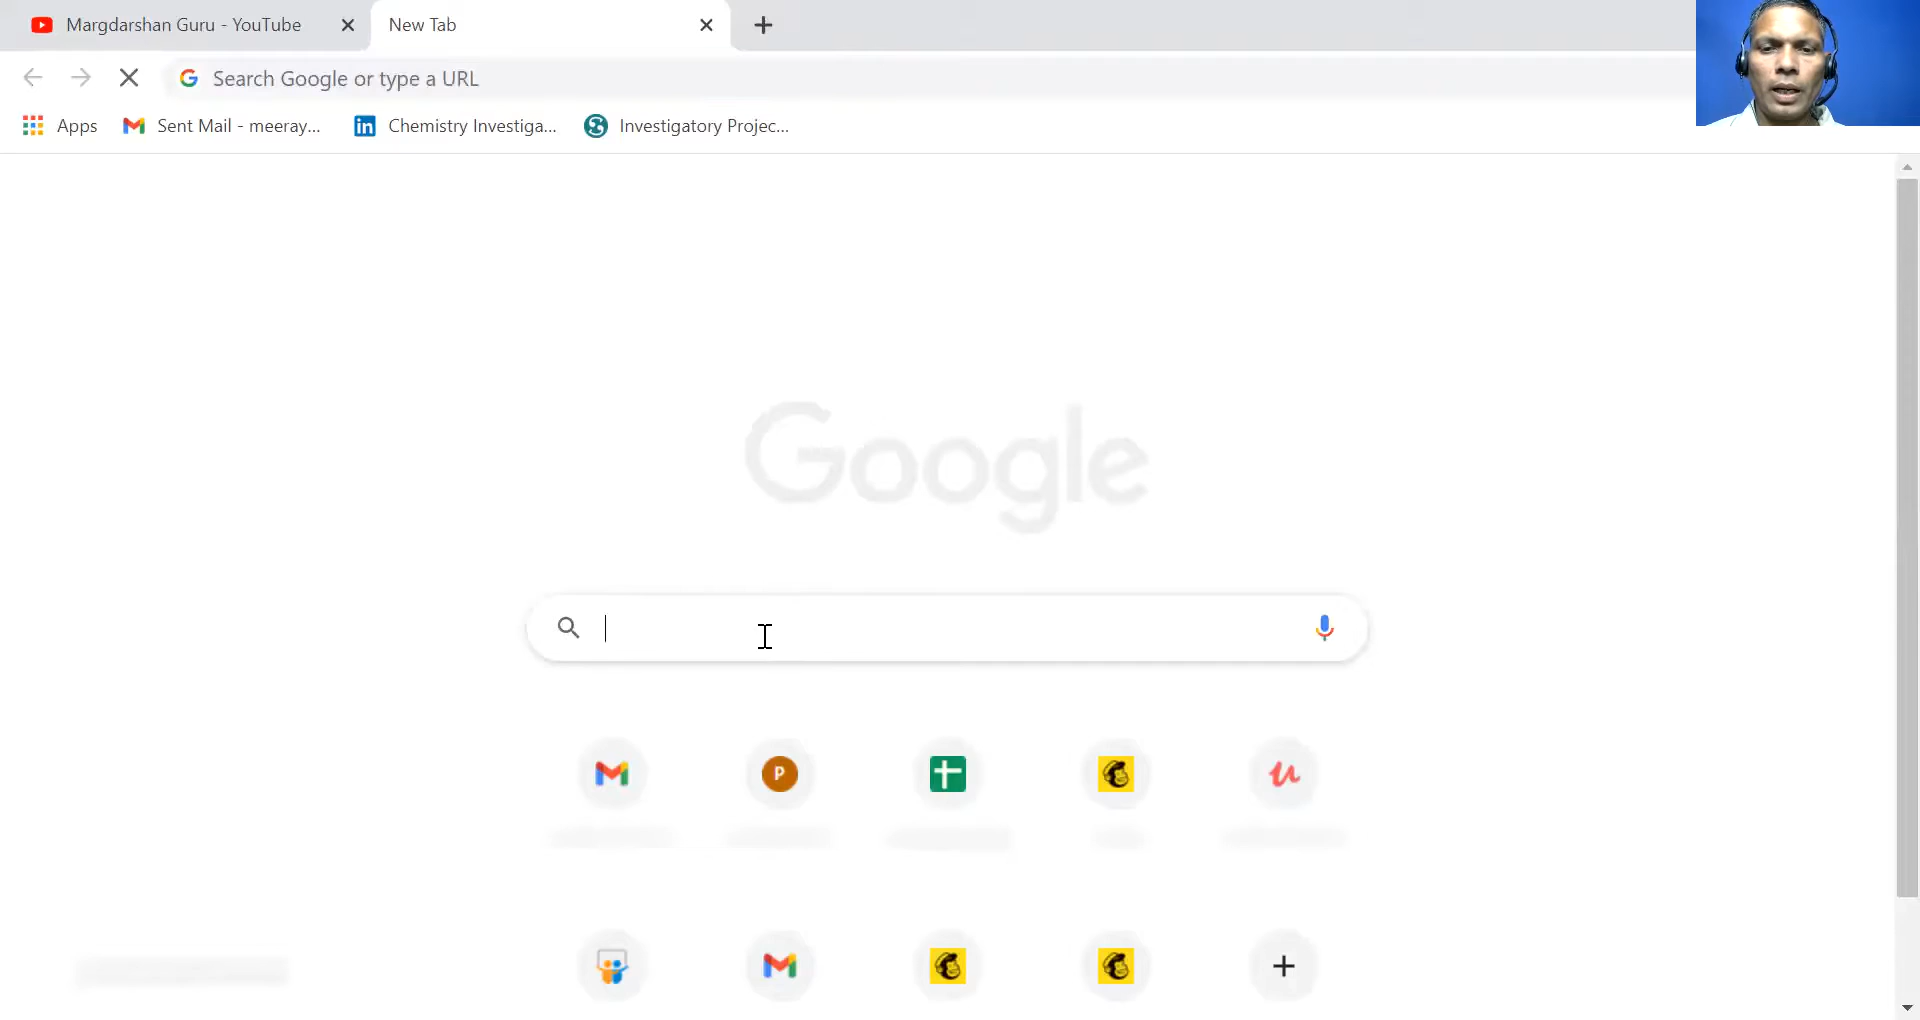 Margdarshan Guru - YouTube
New Tab
Search Google or type a URL
Apps
Sent Mail - meeray...
Chemistry Investiga...
Investigatory Projec...
Google
P